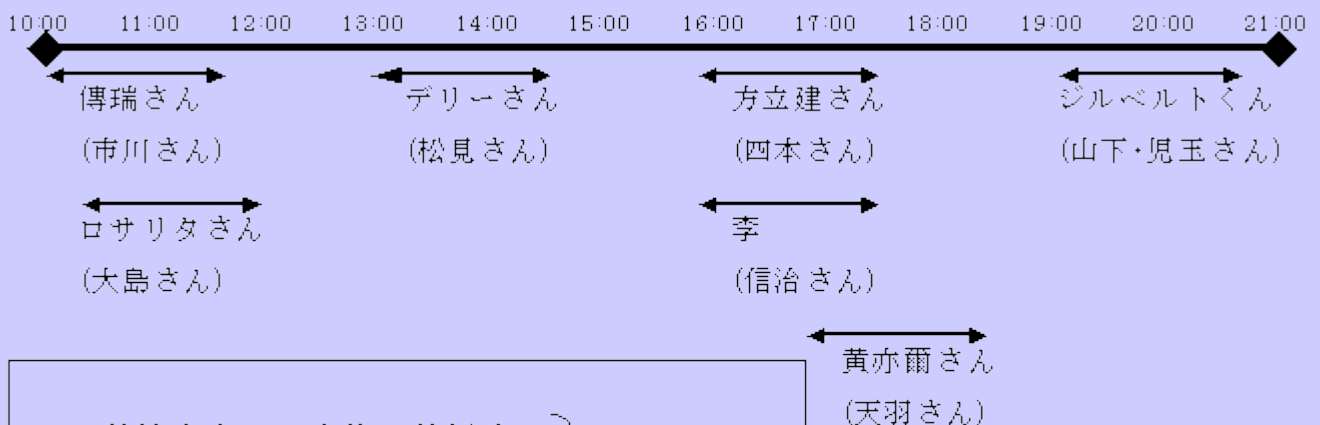 10:00 11:00 12:00 13:00 14:00 15:00 16:00 17:00 18:00 19:00 20:00 21:00
傅瑞さん デリーさん 方立建さん ジルベルトくん
(市川さん) (松見さん) (四本さん) (山下・児玉さん)
ロサリタさん 李
(大島さん) (信治さん)
黄亦爾さん
(天羽さん)